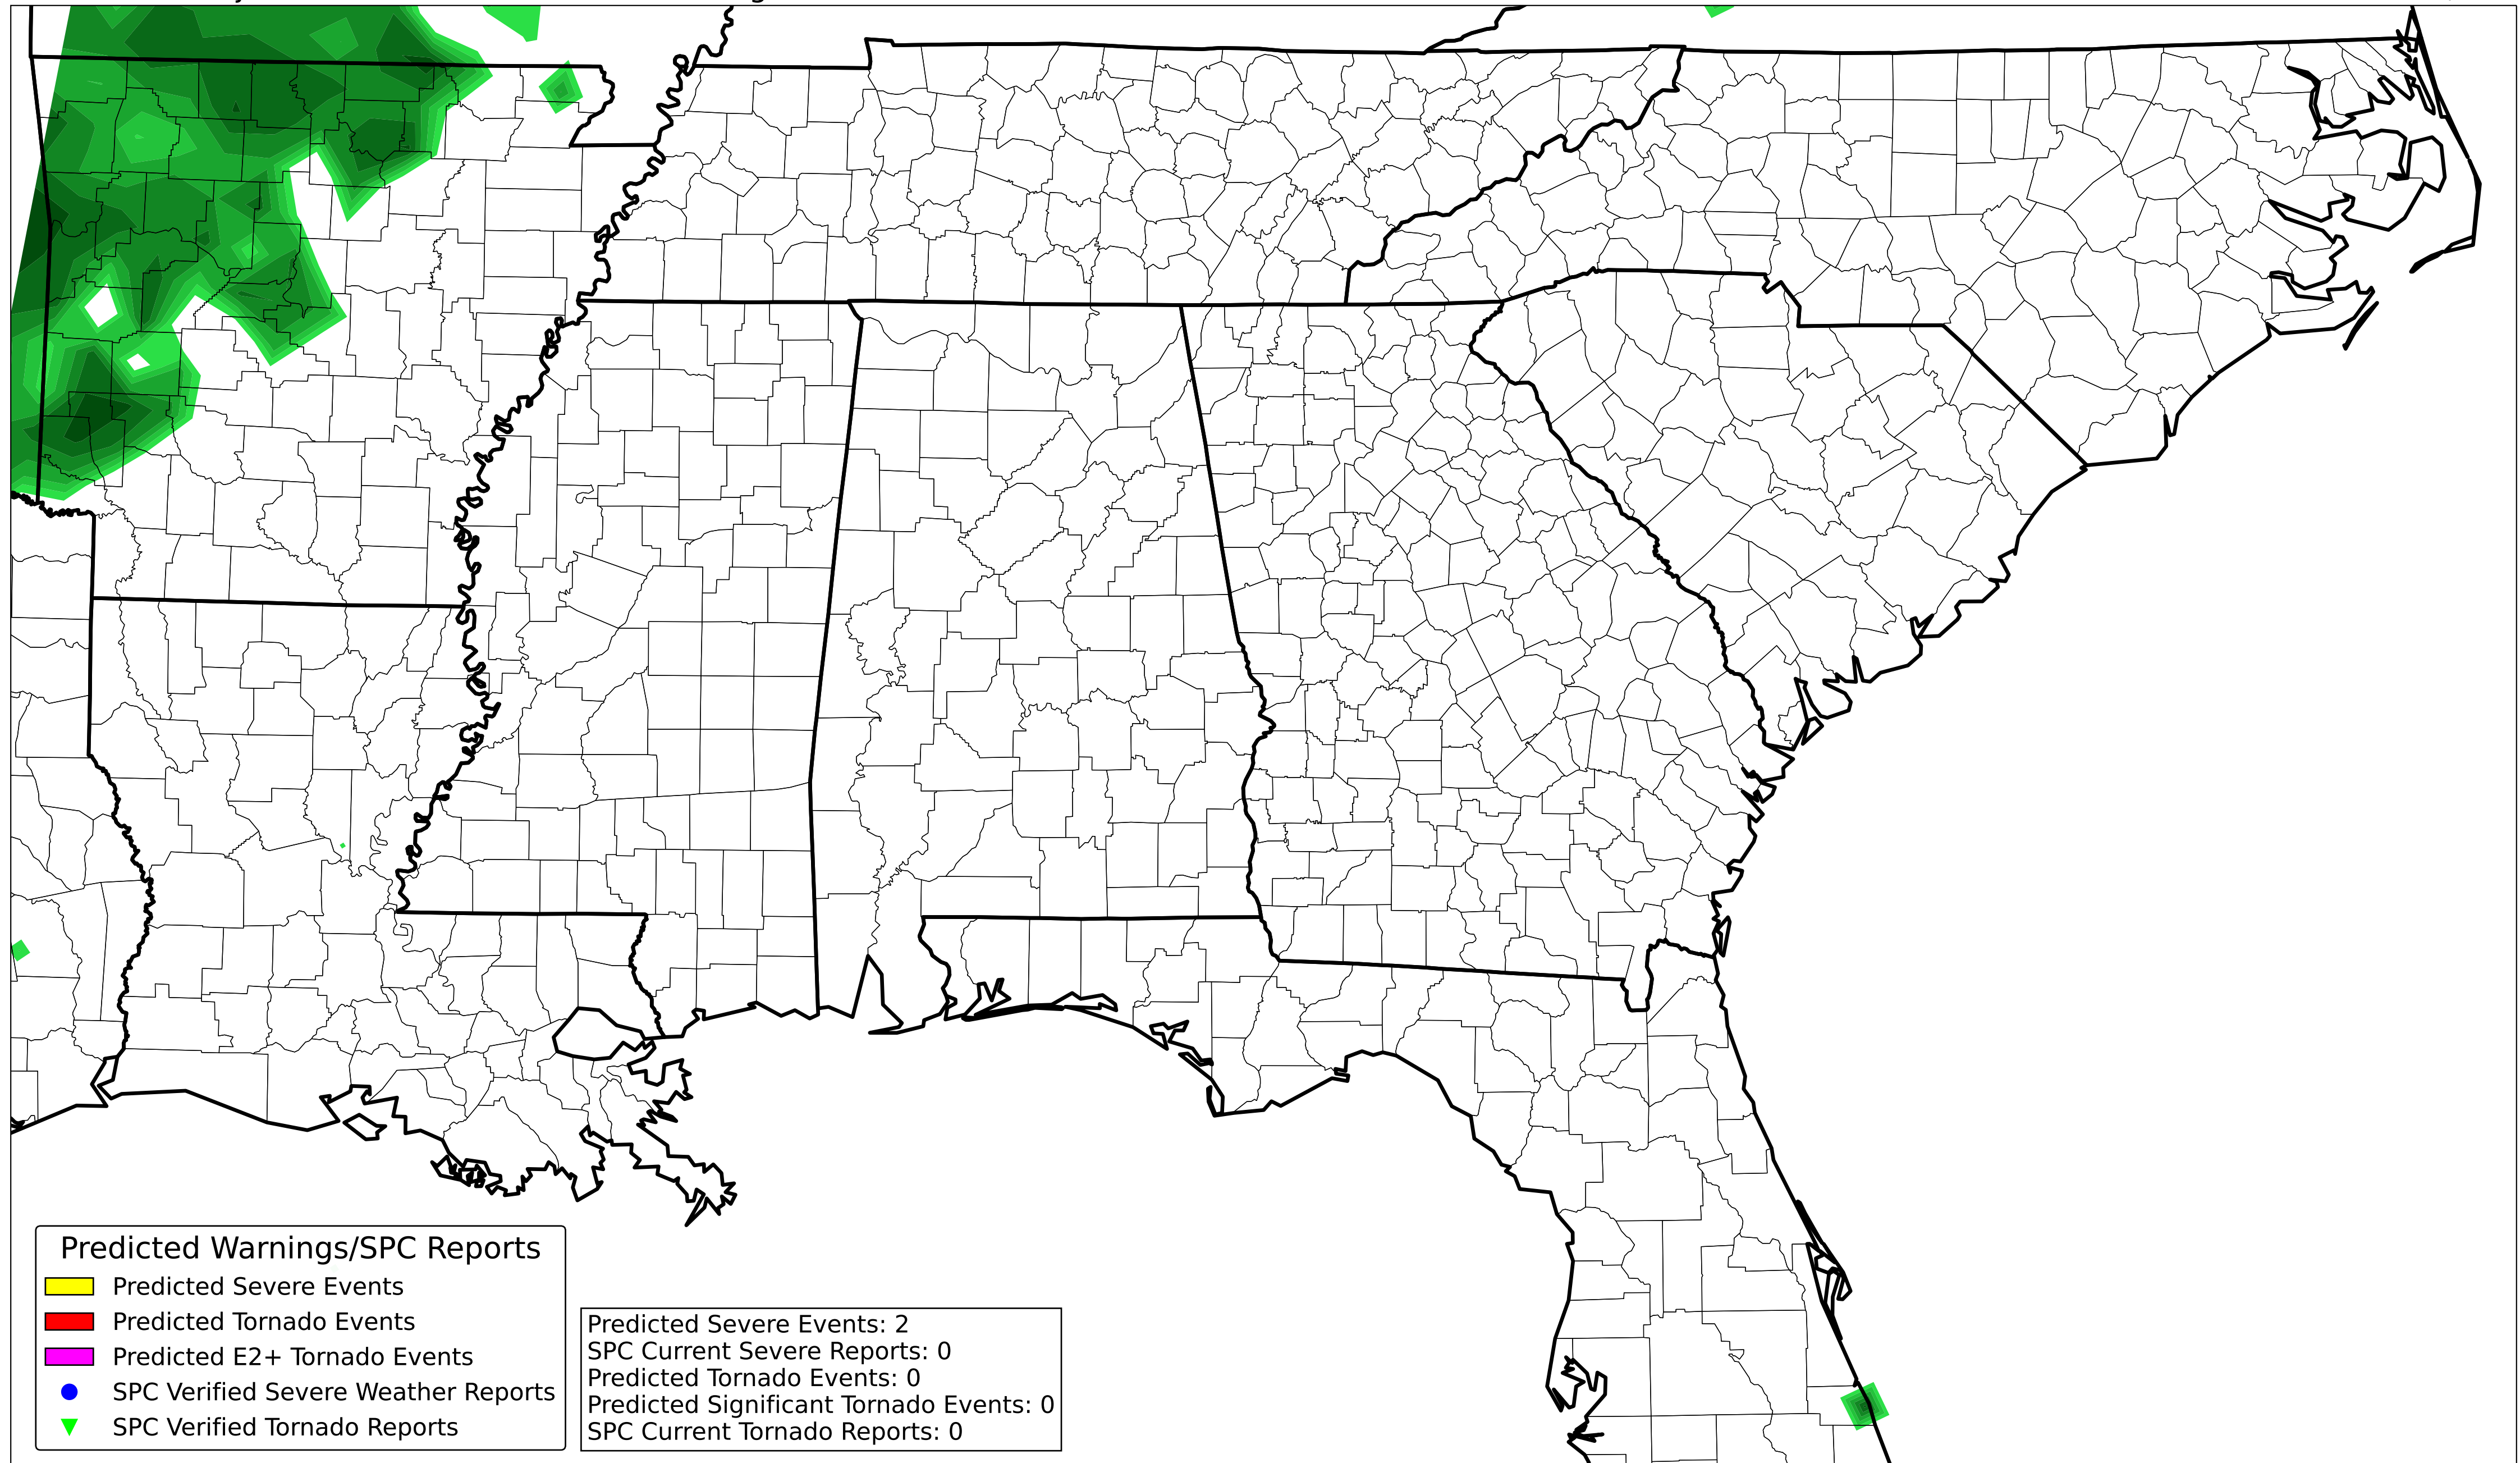 Predicted Warnings/SPC Reports
Predicted Severe Events
Predicted Tornado Events
Predicted E2+ Tornado Events
SPC Verified Severe Weather Reports
SPC Verified Tornado Reports
Predicted Severe Events: 2
SPC Current Severe Reports: 0
Predicted Tornado Events: 0
Predicted Significant Tornado Events: 0
SPC Current Tornado Reports: 0